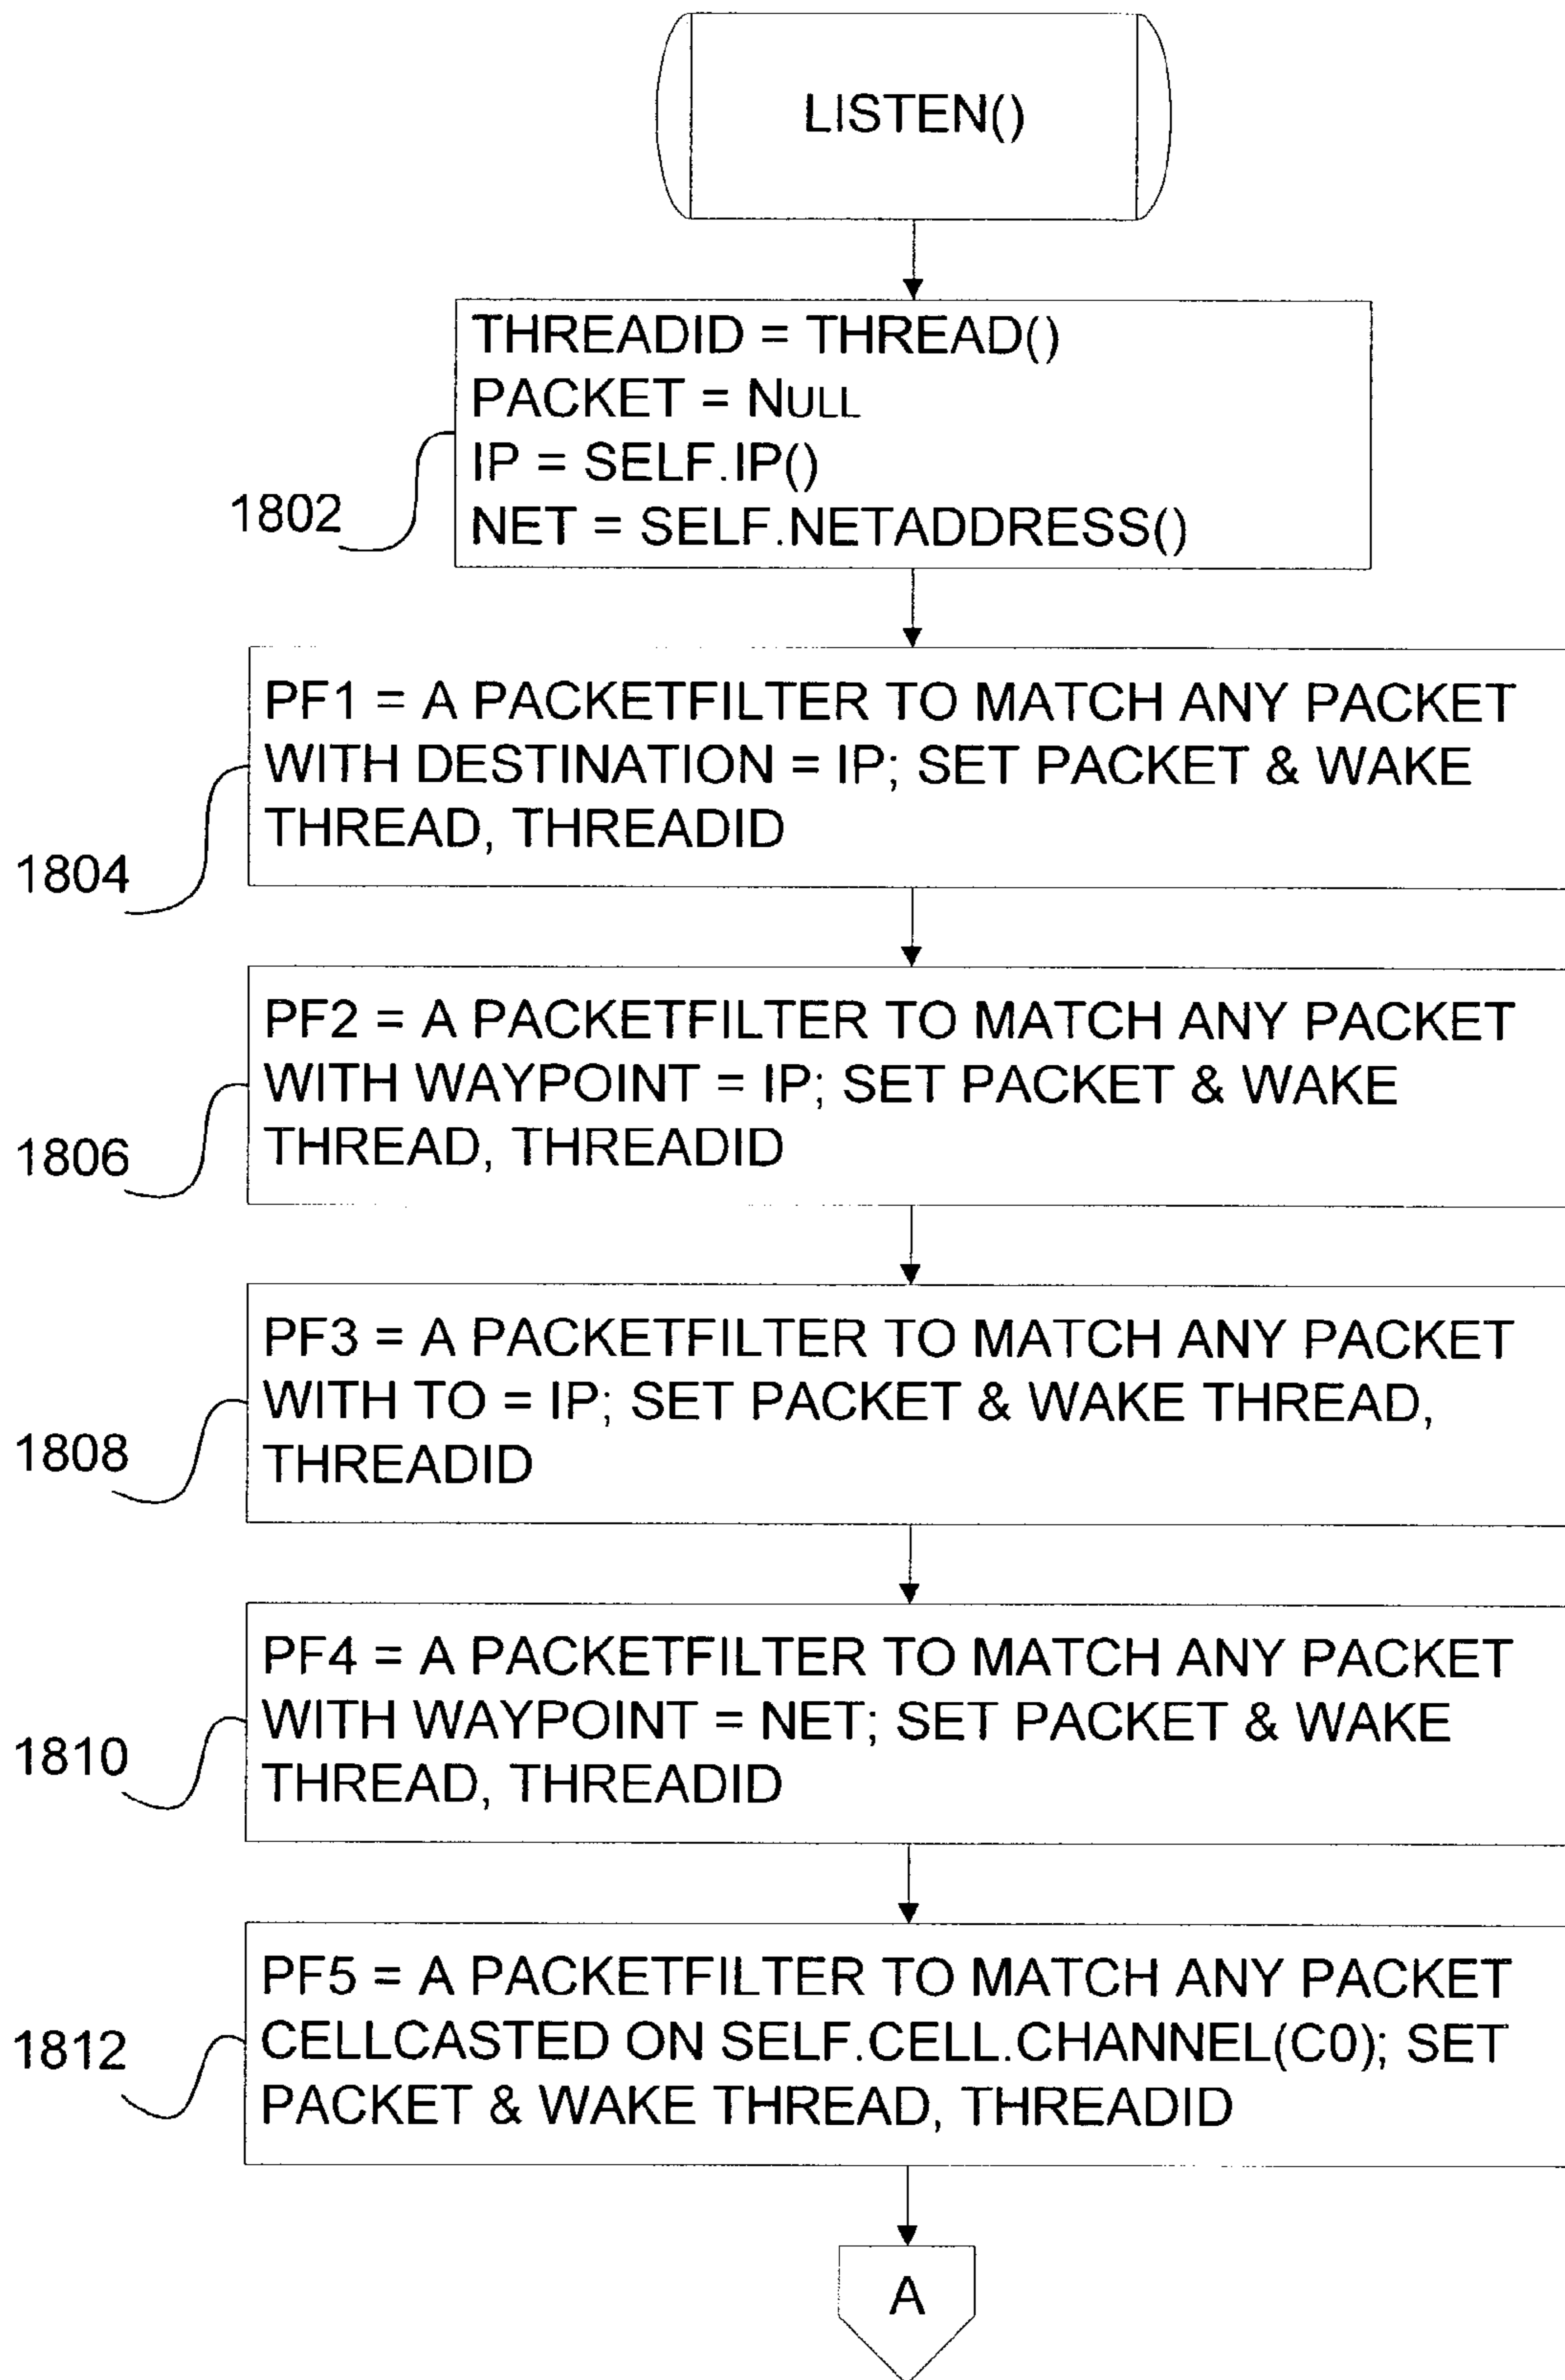 LISTEN()
THREADID = THREAD()
PACKET = NULL
IP = SELF.IP()
NET = SELF.NETADDRESS()
1802
PF1 = A PACKETFILTER TO MATCH ANY PACKET
WITH DESTINATION = IP; SET PACKET & WAKE
THREAD, THREADID
1804
PF2 = A PACKETFILTER TO MATCH ANY PACKET
WITH WAYPOINT = IP; SET PACKET & WAKE
THREAD, THREADID
1806
PF3 = A PACKETFILTER TO MATCH ANY PACKET
WITH TO = IP; SET PACKET & WAKE THREAD,
THREADID
1808
PF4 = A PACKETFILTER TO MATCH ANY PACKET
WITH WAYPOINT = NET; SET PACKET & WAKE
THREAD, THREADID
1810
PF5 = A PACKETFILTER TO MATCH ANY PACKET
CELLCASTED ON SELF.CELL.CHANNEL(C0); SET
PACKET & WAKE THREAD, THREADID
1812
A